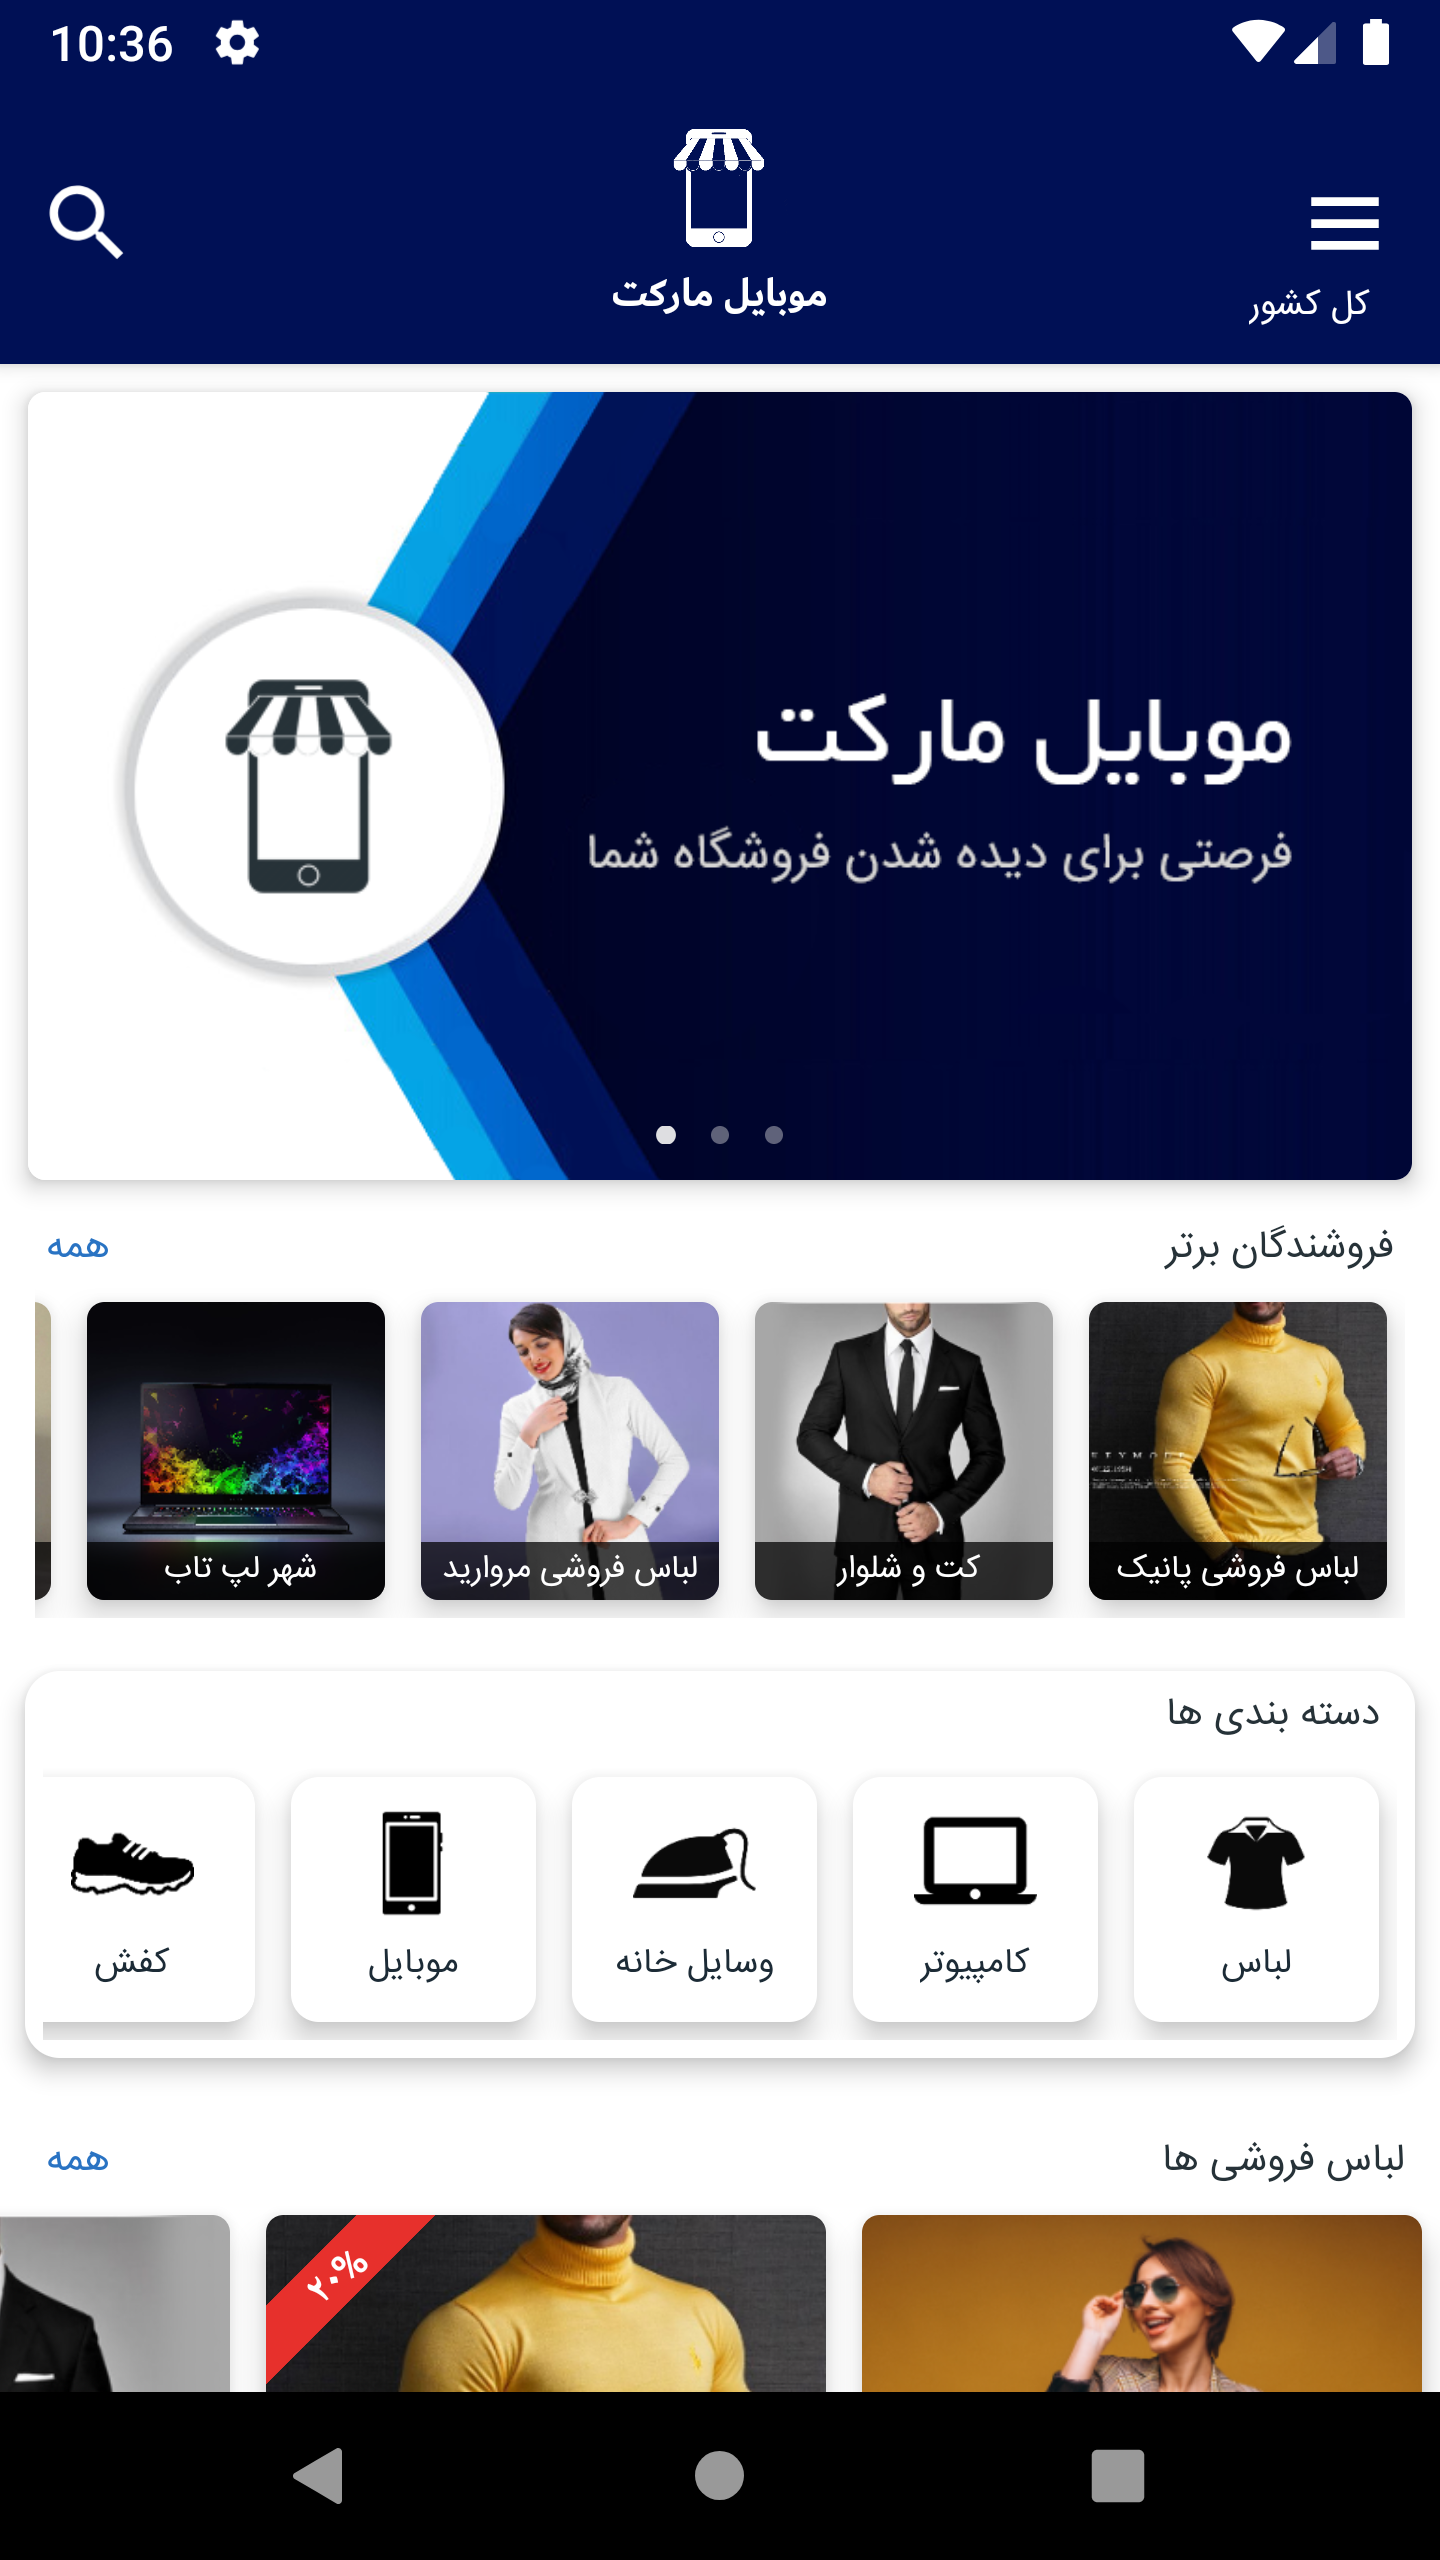 10:36
موبایل مارکت
کل کشور
موبایل مارکت
فرصتی برای دیده شدن فروشگاه شما
فروشندگان برتر
همه
لباس فروشی پانیک
کت و شلوار
لباس فروشی مروارید
شهر لپ تاب
دسته بندی ها
لباس
کامپیوتر
وسایل خانه
موبایل
کفش
لباس فروشی ها
همه
۲۰%